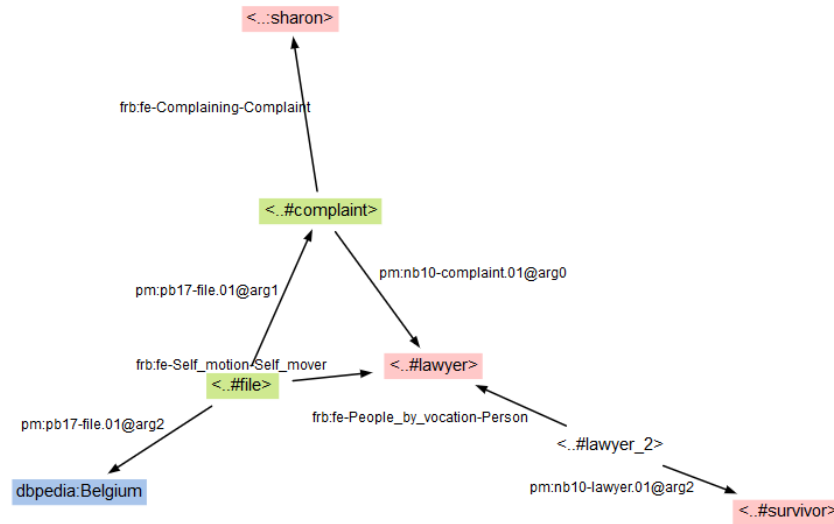 <..:sharon>
frb:fe-Complaining-Complaint
<..#complaint>
pm:nb10-complaint.01@arg0
pm:pb17-file.01@arg1
frb:fe-Self_motion-Self_mover
<..#lawyer>
<..#file>
frb:fe-People_by_vocation-Person
pm:pb17-file.01@arg2
<..#lawyer_2>
pm:nb10-lawyer.01@arg2
dbpedia:Belgium
<..#survivor>